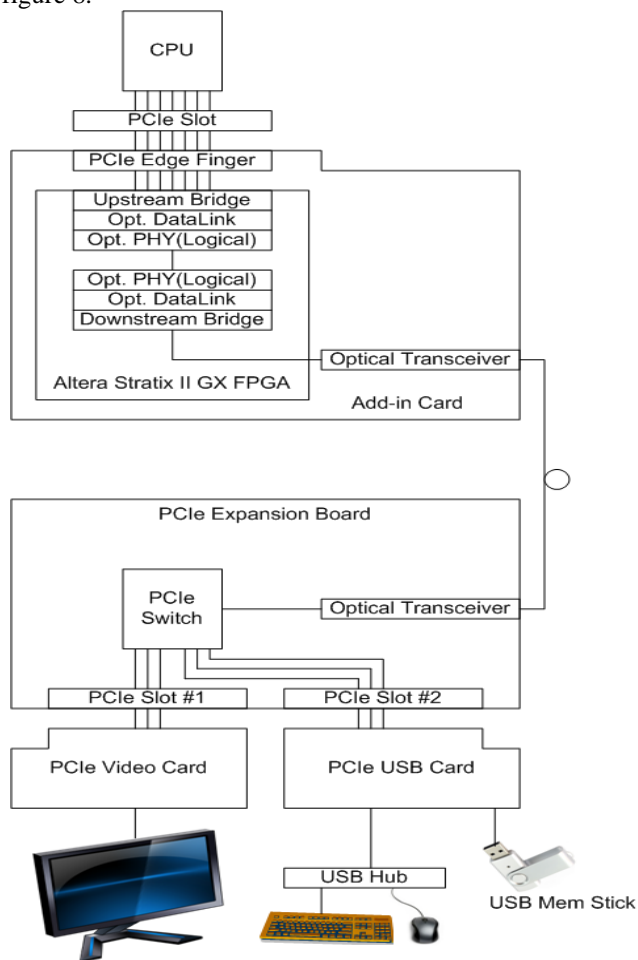 figure 8.
CPU
PCIe Slot
PCIe Edge Finger
Upstream Bridge
Opt. DataLink
Opt. PHY(Logical)
Opt. PHY(Logical)
Opt. DataLink
Downstream Bridge
Optical Transceiver
Altera Stratix II GX FPGA
Add-in Card
PCIe Expansion Board
PCIe
Switch
Optical Transceiver
PCIe Slot #1
PCIe Slot #2
PCIe Video Card
PCIe USB Card
USB Hub
USB Mem Stick